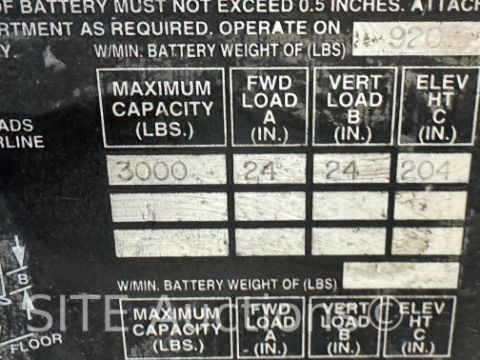 OF BATTERY MUST NOT EXCEED 0.5 INCHES. ATTACH
RTMENT AS REQUIRED. OPERATE ON
Y. W/MIN. BATTERY WEIGHT OF (LBS) 920
MAXIMUM CAPACITY (LBS.) FWD LOAD A (IN.) VERT LOAD B (IN.) ELEV HT C (IN.)
ADS
ERLINE
3000 24 24 204
W/MIN. BATTERY WEIGHT OF (LBS)
B
S
MAXIMUM CAPACITY (LBS.) FWD LOAD A (IN.) VERT LOAD B (IN.) ELEV HT C (IN.)
FLOOR
SITE Auctions